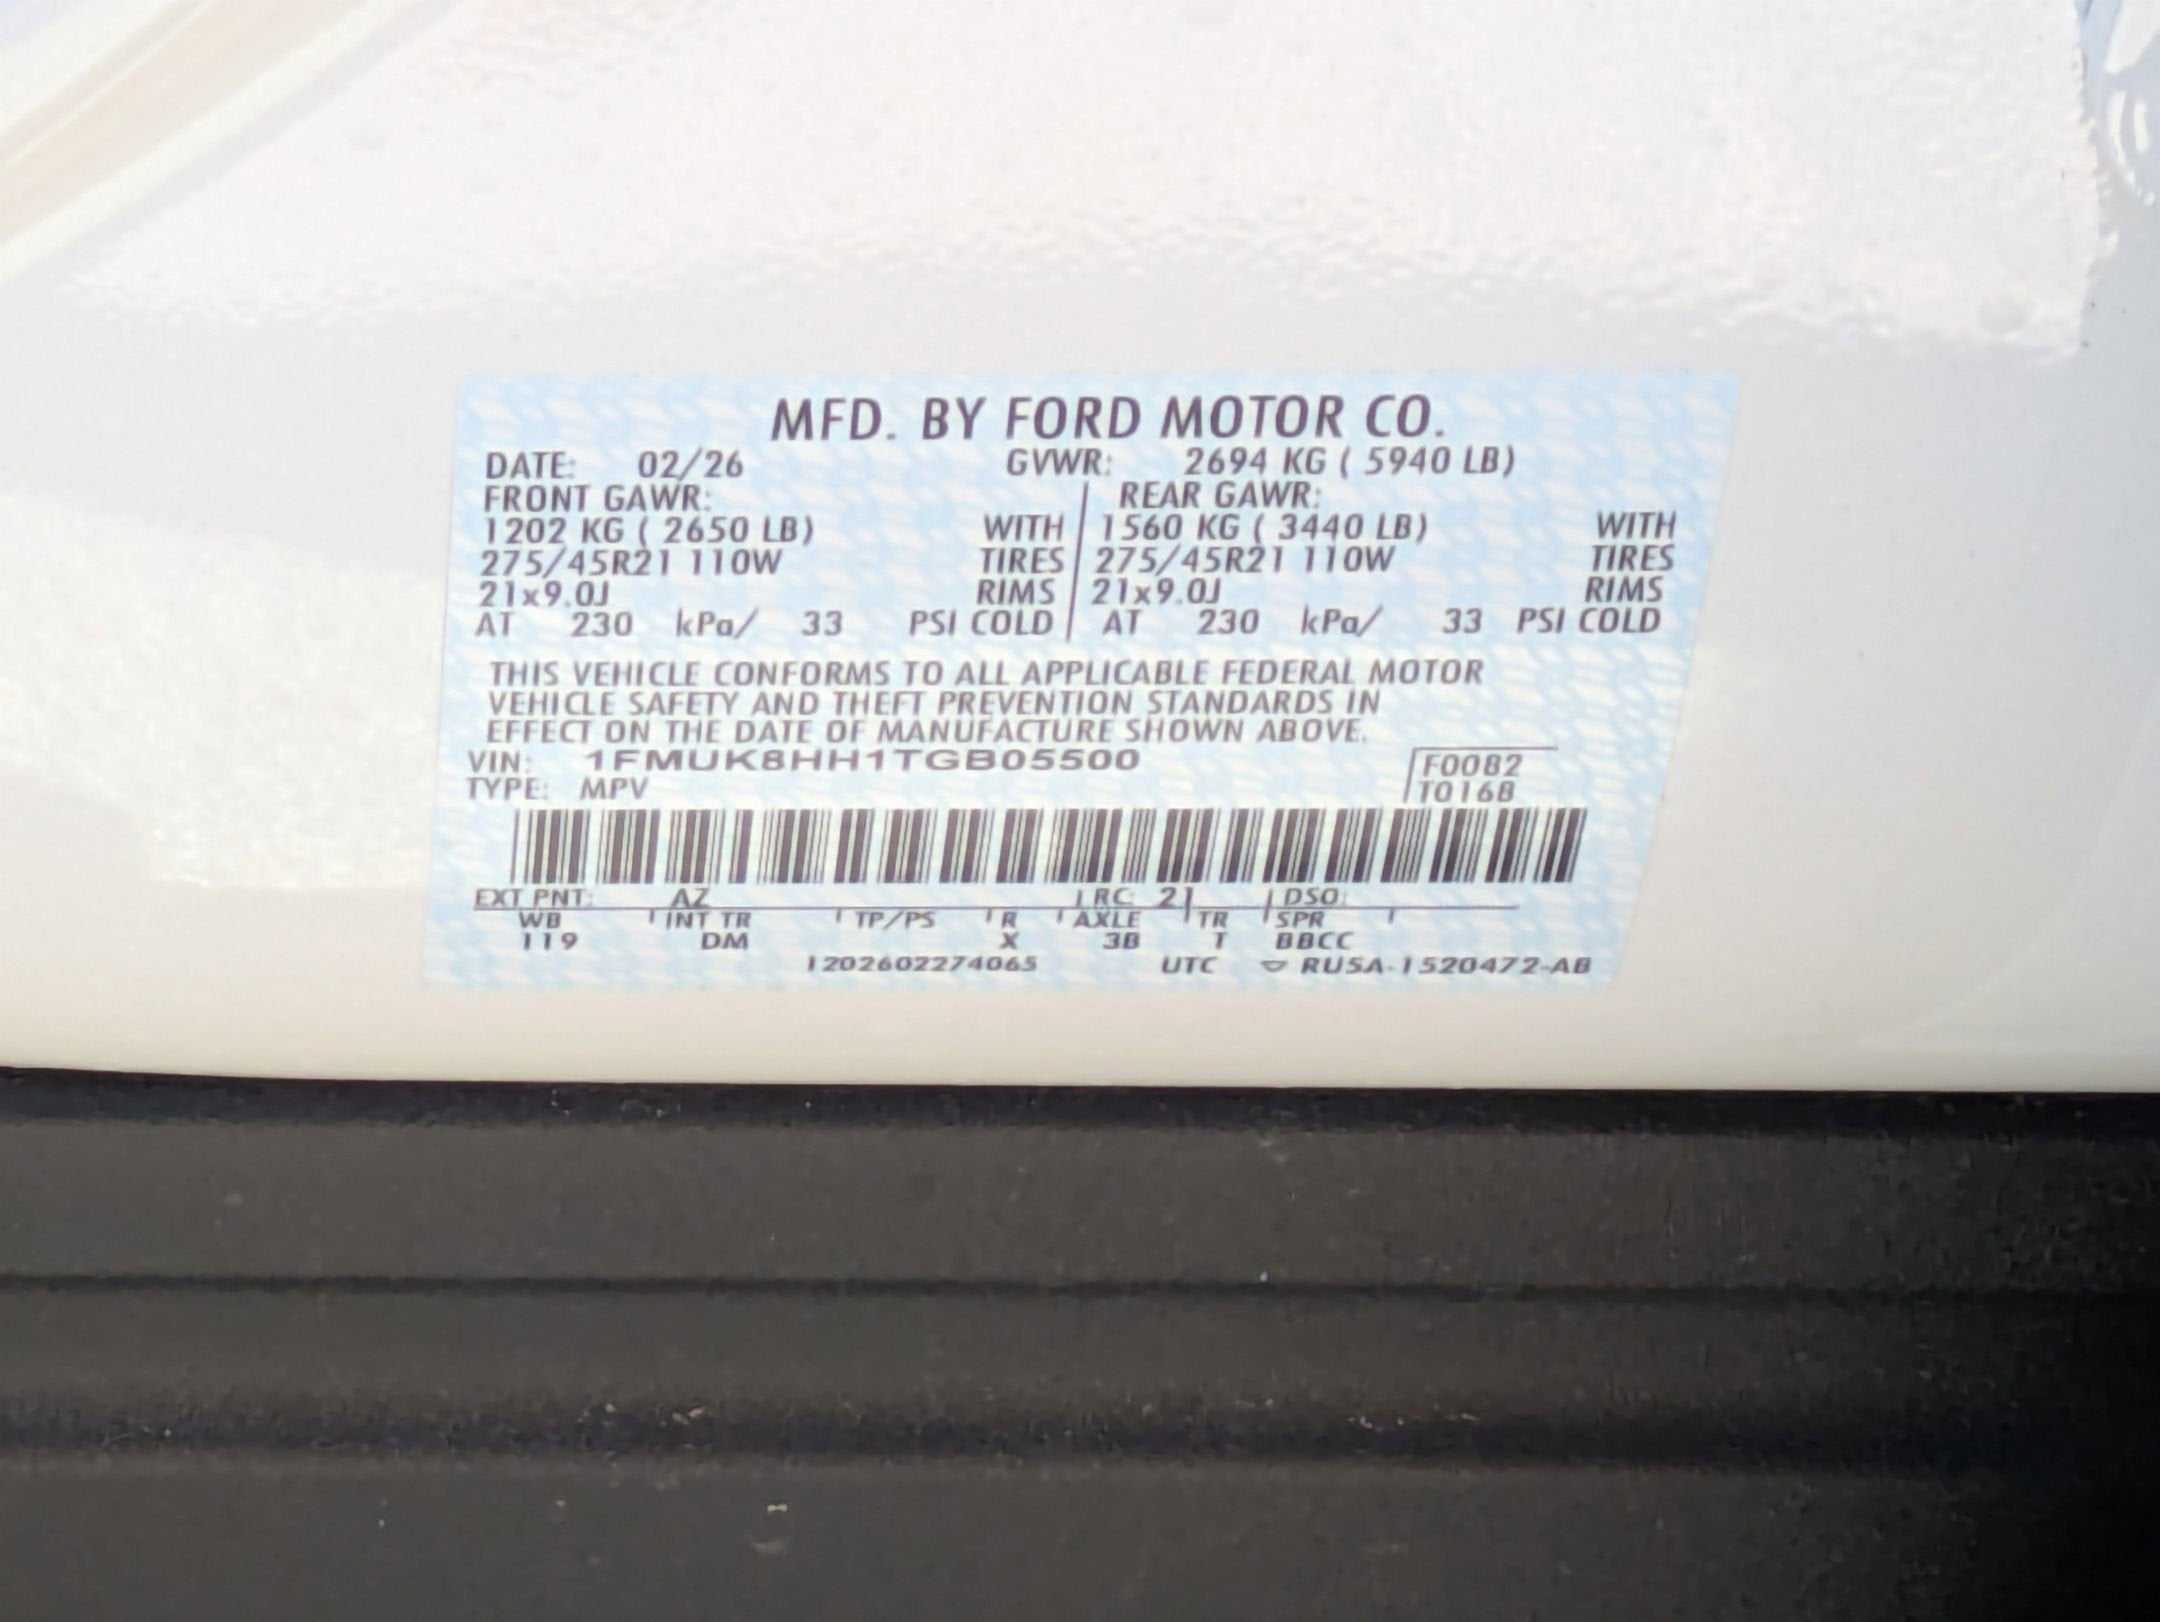 MFD. BY FORD MOTOR CO.
DATE: 02/26 GVWR: 2694 KG ( 5940 LB)
FRONT GAWR: REAR GAWR:
1202 KG ( 2650 LB) WITH 1560 KG ( 3440 LB) WITH
275/45R21 110W TIRES 275/45R21 110W TIRES
21x9.0J RIMS 21x9.0J RIMS
AT 230 kPa/ 33 PSI COLD AT 230 kPa/ 33 PSI COLD
THIS VEHICLE CONFORMS TO ALL APPLICABLE FEDERAL MOTOR
VEHICLE SAFETY AND THEFT PREVENTION STANDARDS IN
EFFECT ON THE DATE OF MANUFACTURE SHOWN ABOVE.
VIN: 1FMUK8HH1TGB05500 F0082
TYPE: MPV T0168
EXT PNT: AZ RC: 21 DSO:
WB INT TR TP/PS R AXLE TR SPR
119 DM X 3B T BBCC
1202602274065 UTC RU5A-1520472-AB